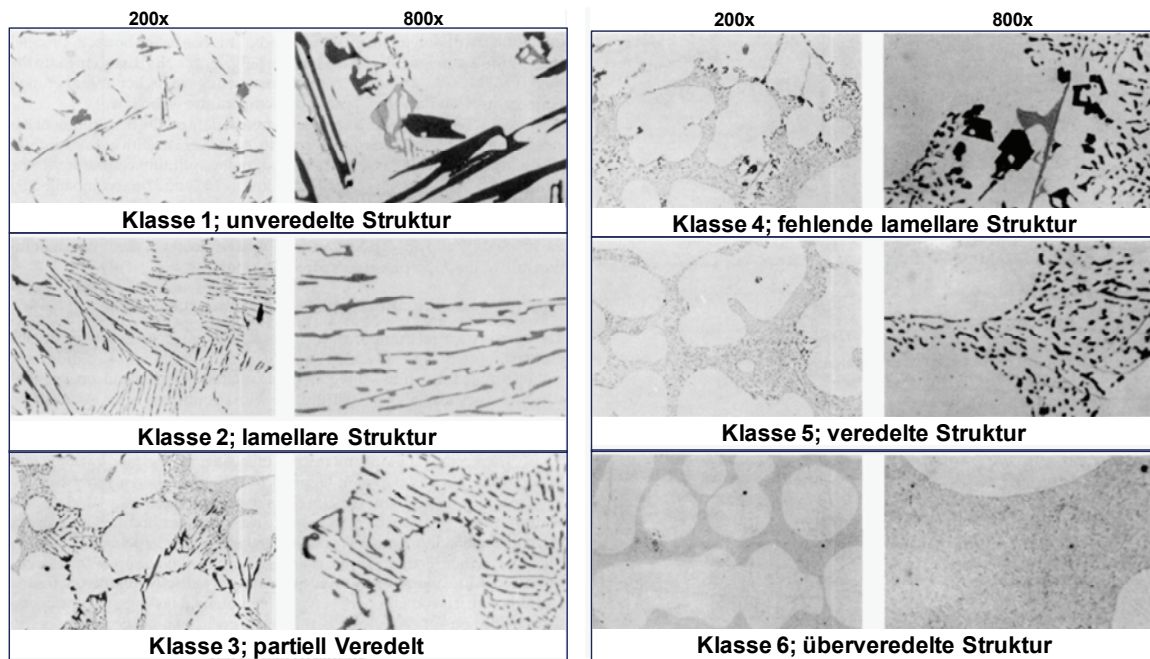 200x 800x
Klasse 1; unveredelte Struktur
Klasse 2; lamellare Struktur
Klasse 3; partiell Veredelt
200x 800x
Klasse 4; fehlende lamellare Struktur
Klasse 5; veredelte Struktur
Klasse 6; überveredelte Struktur